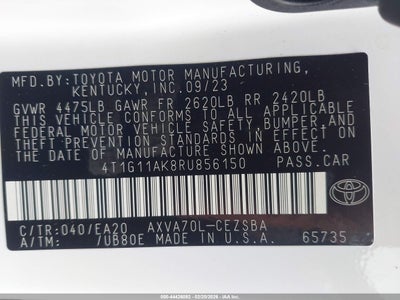 MFD.BY:TOYOTA MOTOR MANUFACTURING,
KENTUCKY,INC.09/23
GVWR 4475LB GAWR FR 2620LB RR 2420LB
THIS VEHICLE CONFORMS TO ALL APPLICABLE
FEDERAL MOTOR VEHICLE SAFETY, BUMPER, AND
THEFT PREVENTION STANDARDS IN EFFECT ON
THE DATE OF MANUFACTURE SHOWN ABOVE.
4T1G11AK8RU856150 PASS.CAR
TOYOTA
C/TR:040/EA20 AXVA70L-CEZSBA
A/TM: /UB80E MADE IN U.S.A. 65735